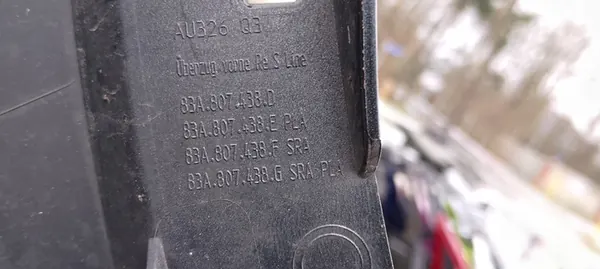 AU326 Q3
Überzug vorne Re.S Line
83A.807.438.D
83A.807.438.E PLA
83A.807.438.F SRA
83A.807.438.G SRA PLA